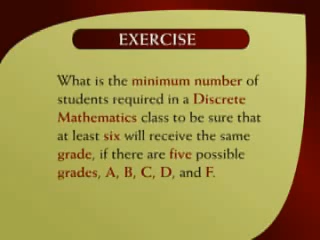 EXERCISE
What is the minimum number of
students required in a Discrete
Mathematics class to be sure that
at least six will receive the same
grade, if there are five possible
grades, A, B, C, D, and F.